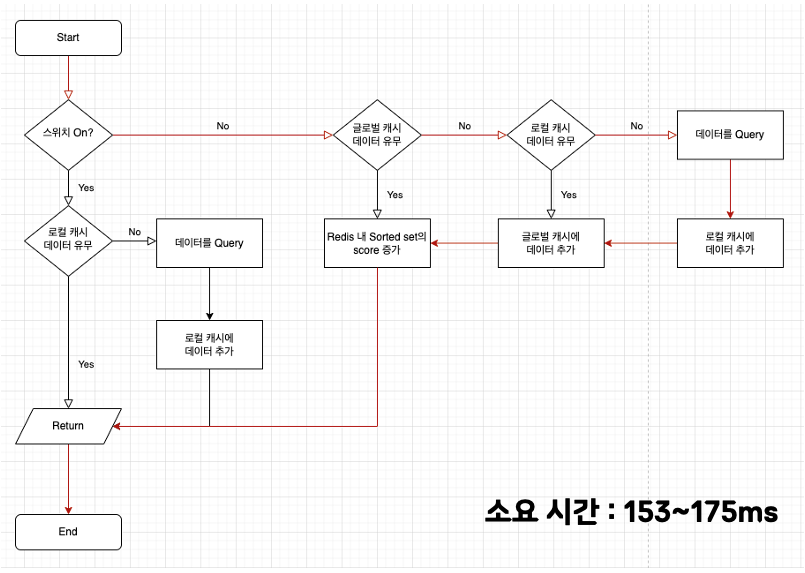 Start
스위치 On?
No
글로벌 캐시
데이터 유무
No
로컬 캐시
데이터 유무
No
데이터를 Query
Yes
Yes
Yes
로컬 캐시
데이터 유무
No
데이터를 Query
Redis 내 Sorted set의
score 증가
글로벌 캐시에
데이터 추가
로컬 캐시에
데이터 추가
로컬 캐시에
데이터 추가
Yes
Return
소요 시간 : 153~175ms
End